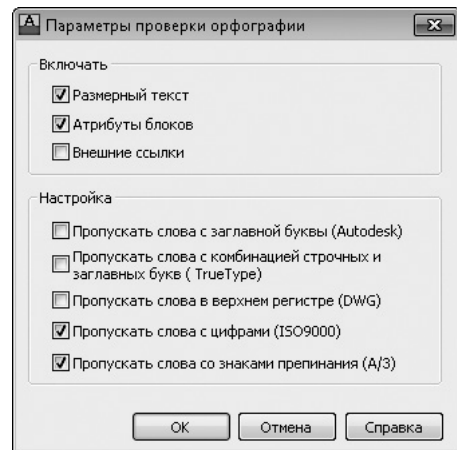 Параметры проверки орфографии
Включать
Размерный текст
Атрибуты блоков
Внешние ссылки
Настройка
Пропускать слова с заглавной буквы (Autodesk)
Пропускать слова с комбинацией строчных и
заглавных букв ( TrueType)
Пропускать слова в верхнем регистре (DWG)
Пропускать слова с цифрами (ISO9000)
Пропускать слова со знаками препинания (А/3)
ОК Отмена Справка